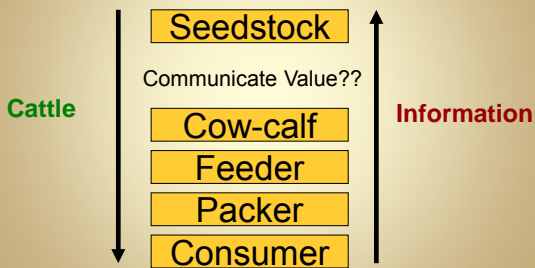 Seedstock
Communicate Value??
Cattle
Information
Cow-calf
Feeder
Packer
Consumer